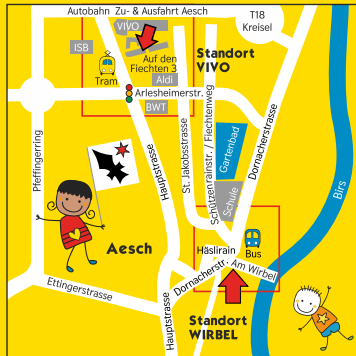 Autobahn Zu- & Ausfahrt Aesch
T18
Kreisel
VIVO
ISB
Auf den
Fiechten 3
Standort
VIVO
Tram
Aldi
Arlesheimerstr.
BWT
Pfeffingerring
Hauptstrasse
St. Jakobsstrasse
Schützenrainstr. / Fiechtenweg
Gartenbad
Schule
Dornacherstrasse
Birs
Aesch
Häslirain
Bus
Dornacherstr.
Am Wirbel
Ettingerstrasse
Hauptstrasse
Standort
WIRBEL